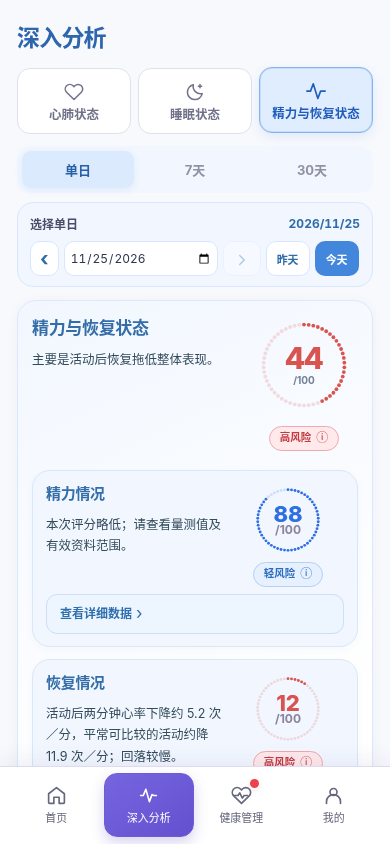 深入分析
心肺状态
睡眠状态
精力与恢复状态
单日
7天
30天
选择单日
2026/11/25
11/25/2026
昨天
今天
精力与恢复状态
主要是活动后恢复拖低整体表现。
44
/100
高风险
精力情况
本次评分略低；请查看量测值及
有效资料范围。
88
/100
轻风险
查看详细数据 ›
恢复情况
活动后两分钟心率下降约 5.2 次
／分，平常可比较的活动约降
11.9 次／分；回落较慢。
12
/100
高风险
首页
深入分析
健康管理
我的